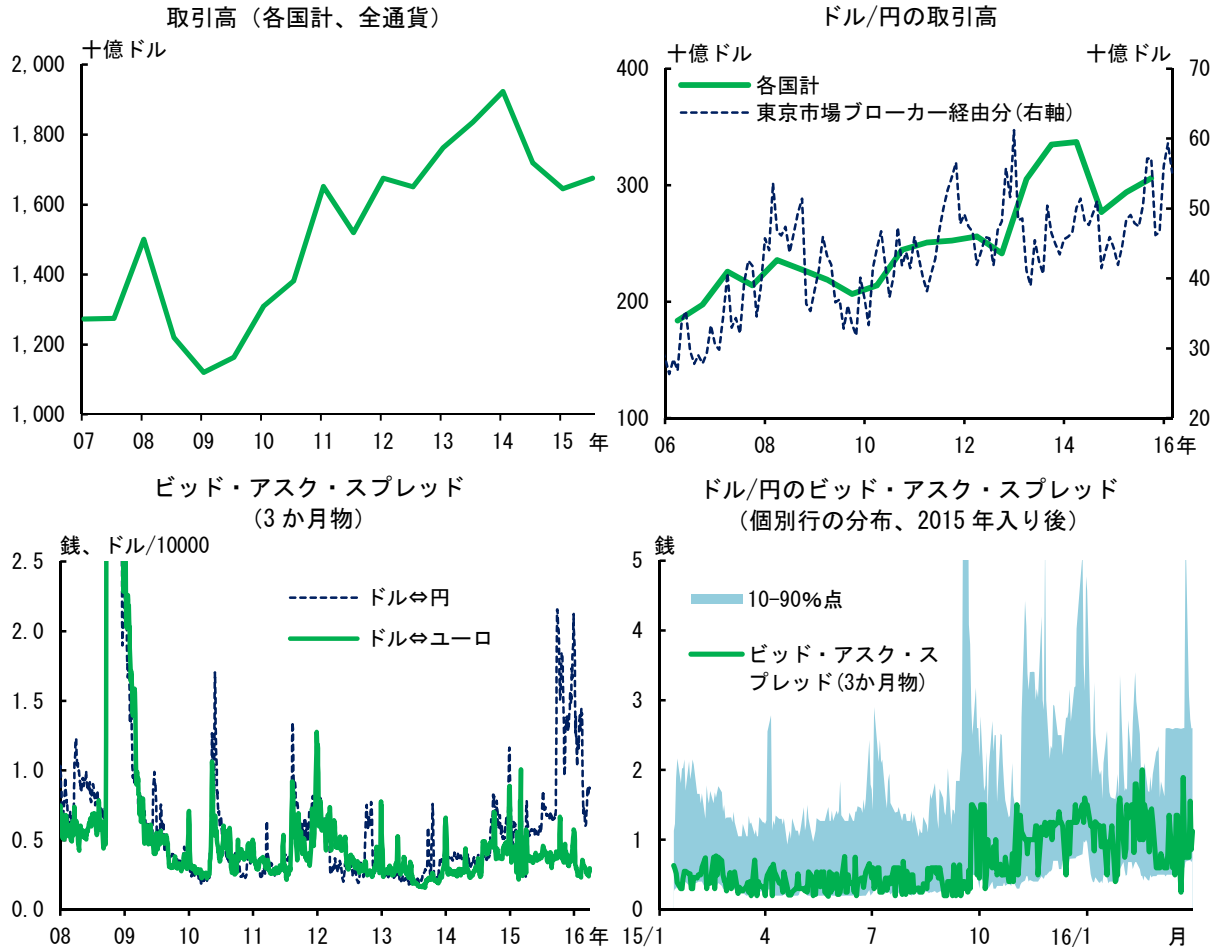 取引高（各国計、全通貨）
十億ドル
2,000
1,800
1,600
1,400
1,200
1,000
07 08 09 10 11 12 13 14 15 年
ドル/円の取引高
十億ドル 十億ドル
400 70
各国計
東京市場ブローカー経由分(右軸)
60
300
50
40
200
30
100 20
06 08 10 12 14 16年
ビッド・アスク・スプレッド
（3か月物）
銭、ドル/10000
2.5
ドル⇔円
2.0
ドル⇔ユーロ
1.5
1.0
0.5
0.0
08 09 10 11 12 13 14 15 16 年
ドル/円のビッド・アスク・スプレッド
（個別行の分布、2015年入り後）
銭
5
10-90%点
4
ビッド・アスク・ス
プレッド(3か月物)
3
2
1
0
15/1 4 7 10 16/1 月